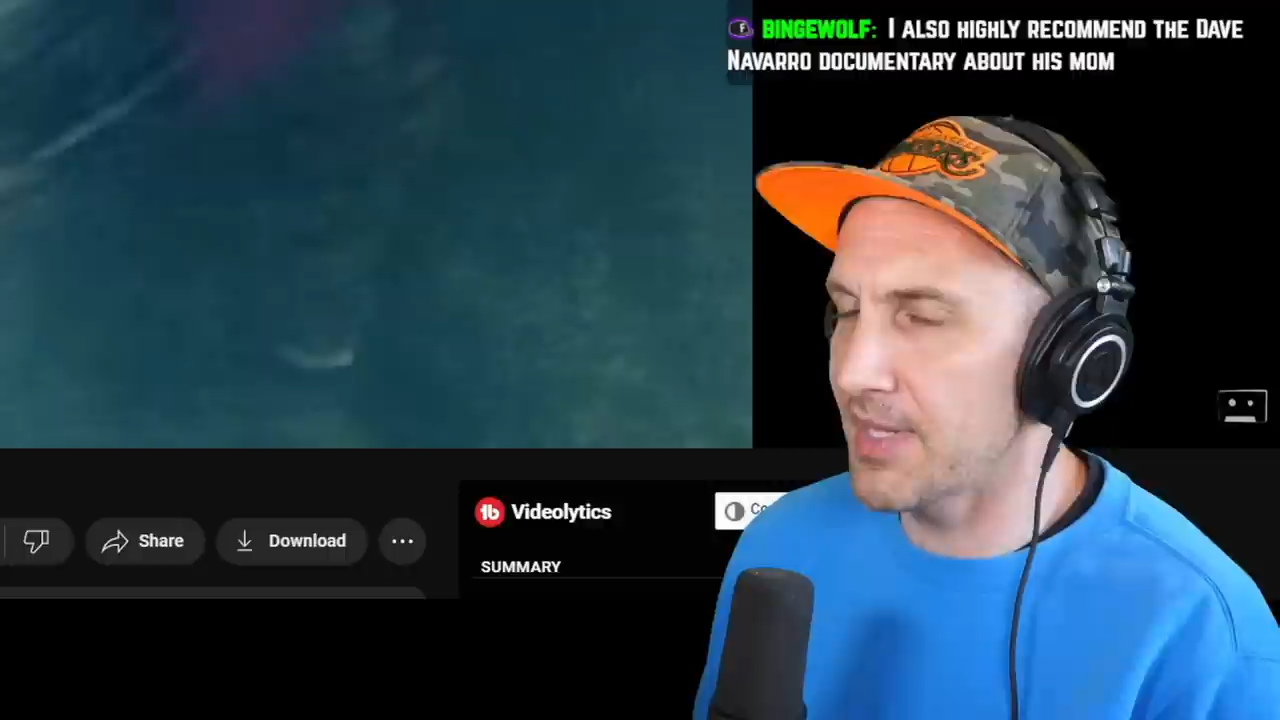 BINGEWOLF: I ALSO HIGHLY RECOMMEND THE DAVE
NAVARRO DOCUMENTARY ABOUT HIS MOM
Share
Download
Videolytics
SUMMARY